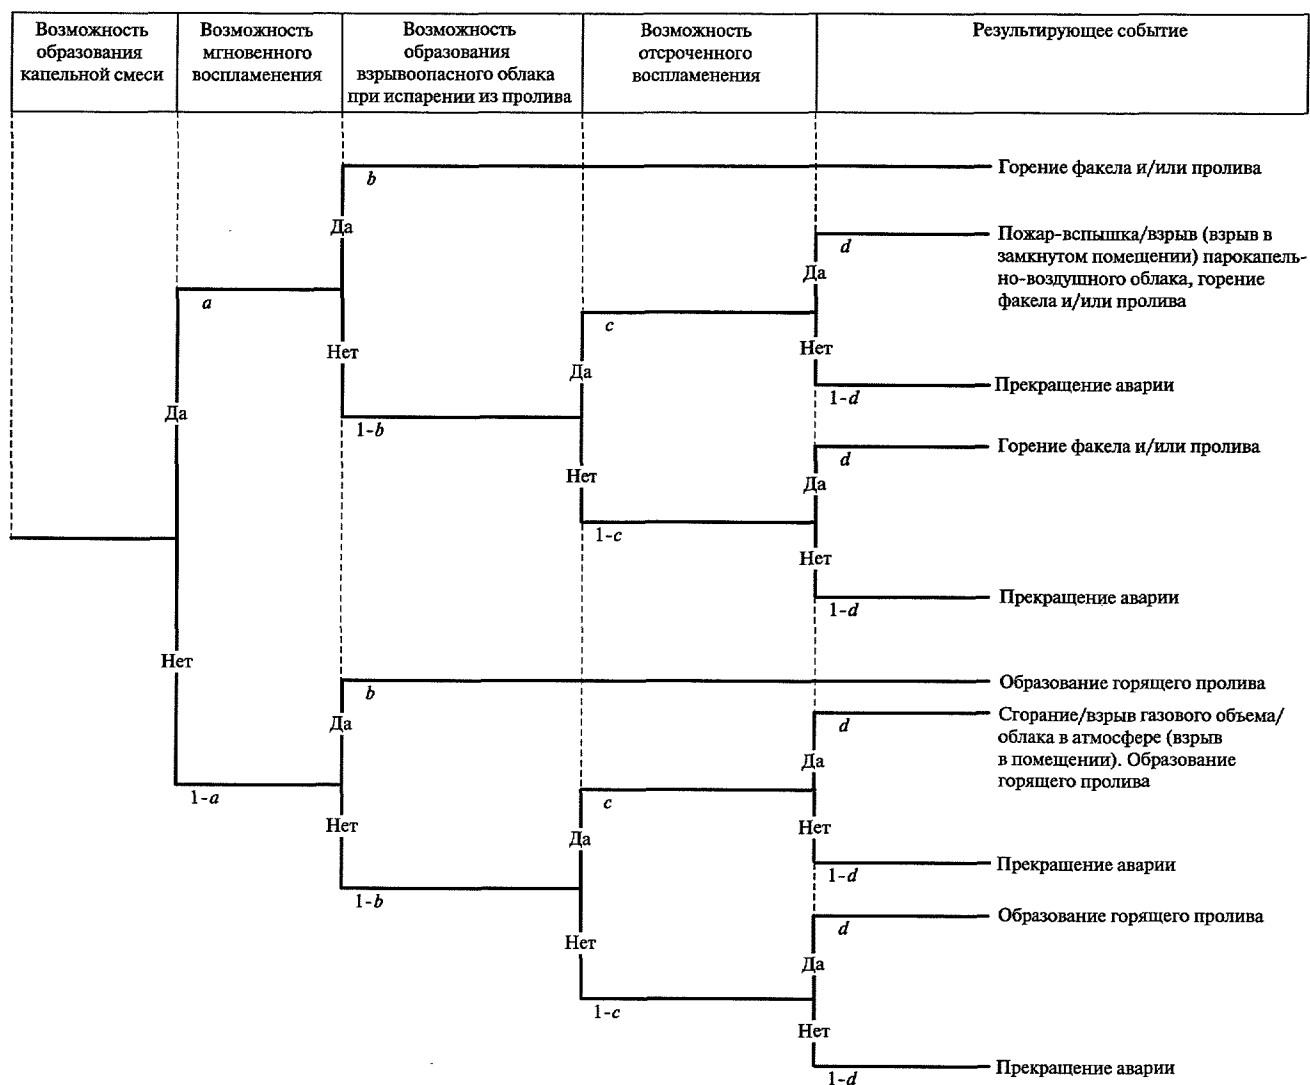 Возможность
образования
капельной смеси
Возможность
мгновенного
воспламенения
Возможность
образования
взрывоопасного облака
при испарении из пролива
Возможность
отсроченного
воспламенения
Результирующее событие
b
Горение факела и/или пролива
Да
d
Пожар-вспышка/взрыв (взрыв в
замкнутом помещении) парокапель-
но-воздушного облака, горение
факела и/или пролива
Да
a
c
Нет
Нет
Да
Прекращение аварии
1-d
Да
1-b
Горение факела и/или пролива
d
Нет
Да
1-c
Нет
Прекращение аварии
1-d
Нет
b
Образование горящего пролива
Да
d
Сгорание/взрыв газового объема/
облака в атмосфере (взрыв
в помещении). Образование
горящего пролива
Да
1-a
c
Нет
Нет
Да
Прекращение аварии
1-d
1-b
Образование горящего пролива
d
Нет
Да
1-c
Нет
Прекращение аварии
1-d